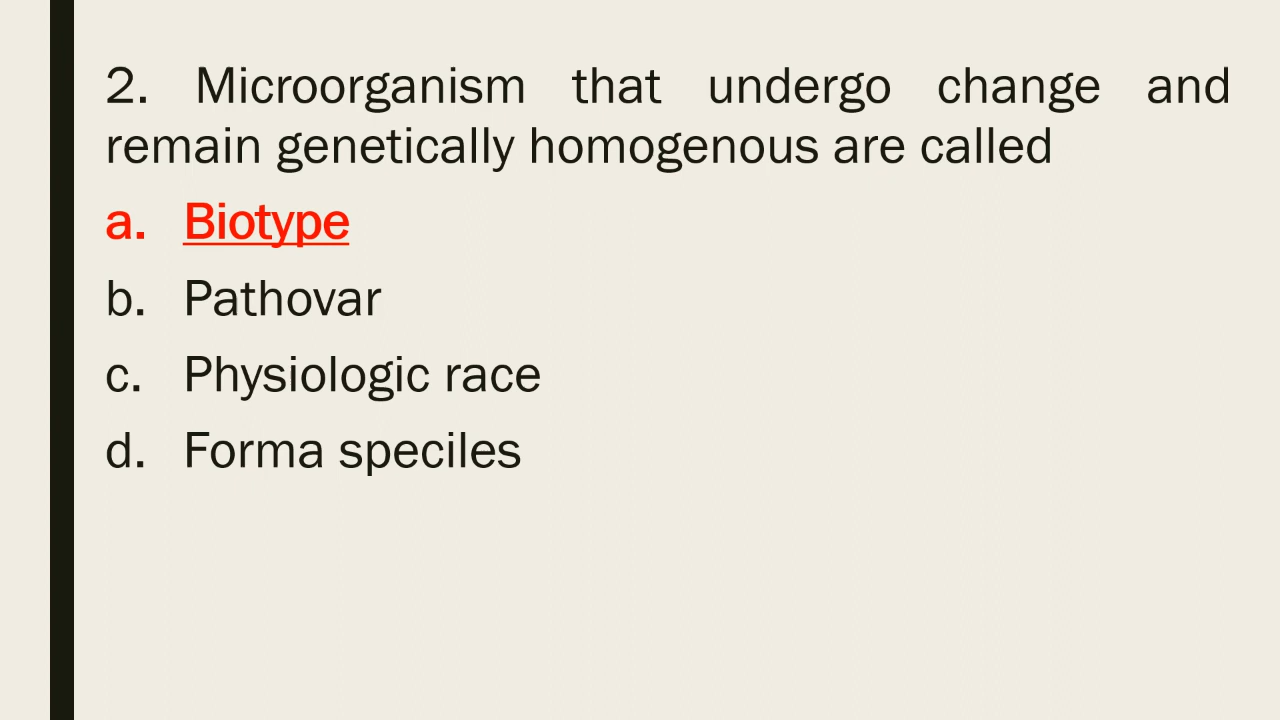 2. Microorganism that undergo change and
remain genetically homogenous are called
a. Biotype
b. Pathovar
c. Physiologic race
d. Forma speciles